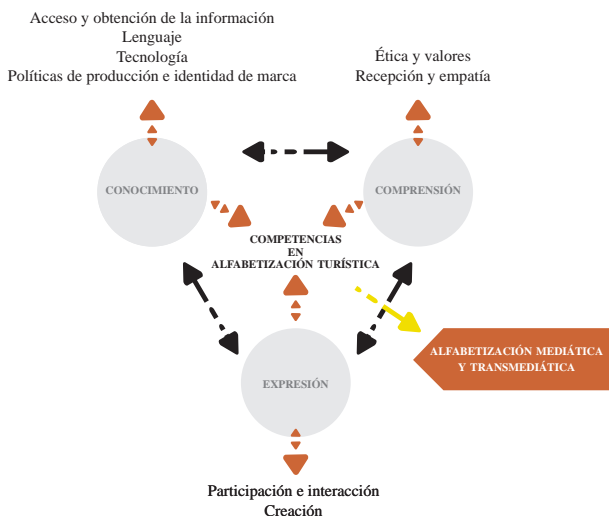 Acceso y obtención de la información
Lenguaje
Tecnología
Políticas de producción e identidad de marca
Ética y valores
Recepción y empatía
CONOCIMIENTO
COMPRENSIÓN
COMPETENCIAS
EN
ALFABETIZACIÓN TURÍSTICA
ALFABETIZACIÓN MEDIÁTICA
Y TRANSMEDIÁTICA
EXPRESIÓN
Participación e interacción
Creación